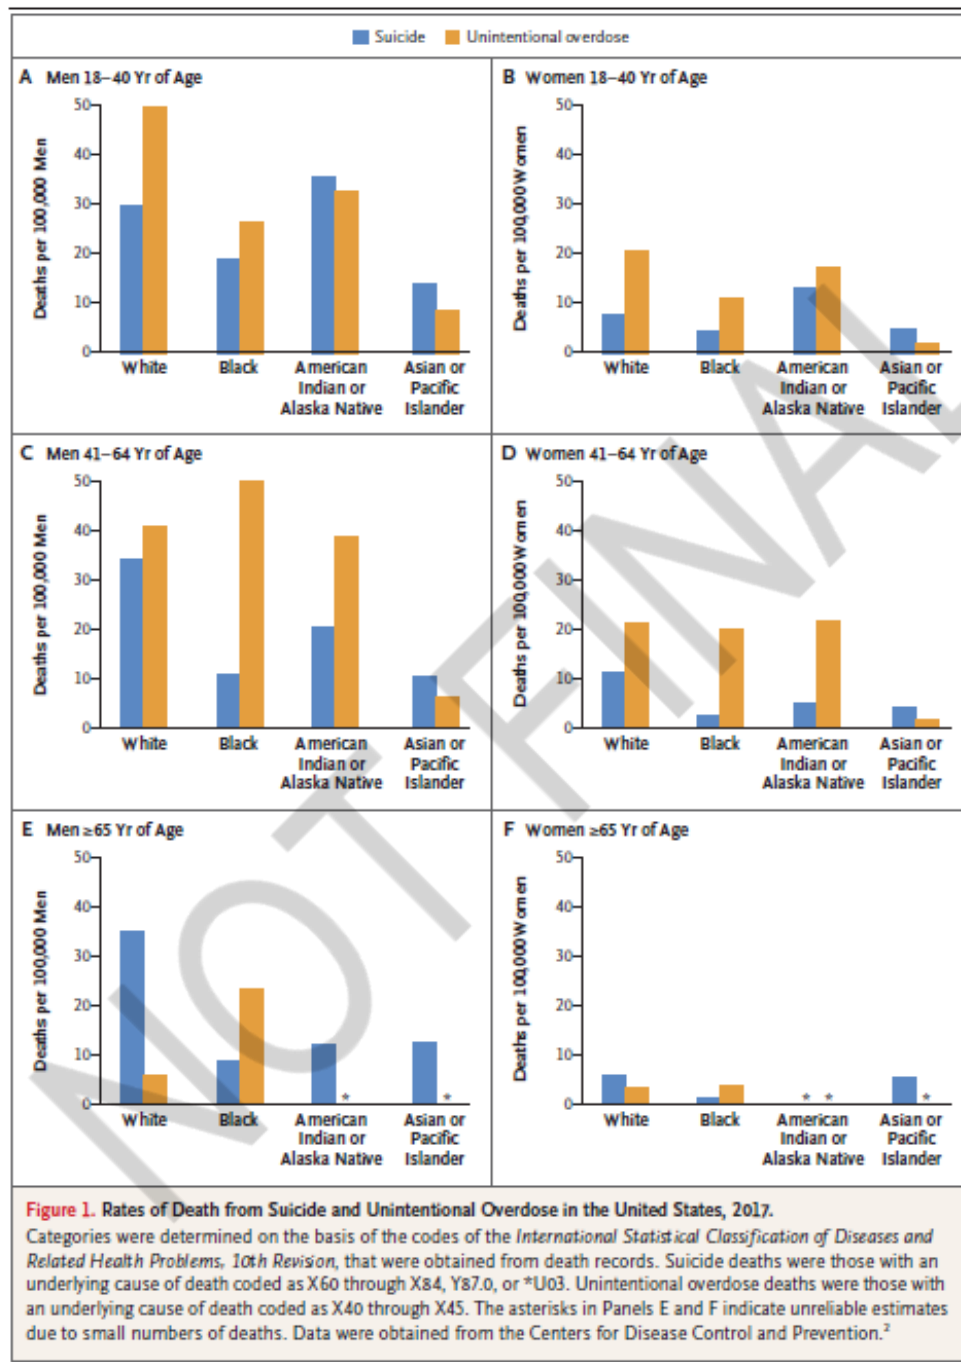 Suicide Unintentional overdose
A Men 18–40 Yr of Age
Deaths per 100,000 Men
50
40
30
20
10
0
White Black American Indian or Alaska Native Asian or Pacific Islander
B Women 18–40 Yr of Age
Deaths per 100,000 Women
50
40
30
20
10
0
White Black American Indian or Alaska Native Asian or Pacific Islander
C Men 41–64 Yr of Age
Deaths per 100,000 Men
50
40
30
20
10
0
White Black American Indian or Alaska Native Asian or Pacific Islander
D Women 41–64 Yr of Age
Deaths per 100,000 Women
50
40
30
20
10
0
White Black American Indian or Alaska Native Asian or Pacific Islander
E Men ≥65 Yr of Age
Deaths per 100,000 Men
50
40
30
20
10
0
* *
White Black American Indian or Alaska Native Asian or Pacific Islander
F Women ≥65 Yr of Age
Deaths per 100,000 Women
50
40
30
20
10
0
* * *
White Black American Indian or Alaska Native Asian or Pacific Islander
NOT FINAL
Figure 1. Rates of Death from Suicide and Unintentional Overdose in the United States, 2017.
Categories were determined on the basis of the codes of the International Statistical Classification of Diseases and
Related Health Problems, 10th Revision, that were obtained from death records. Suicide deaths were those with an
underlying cause of death coded as X60 through X84, Y87.0, or *U03. Unintentional overdose deaths were those with
an underlying cause of death coded as X40 through X45. The asterisks in Panels E and F indicate unreliable estimates
due to small numbers of deaths. Data were obtained from the Centers for Disease Control and Prevention.²